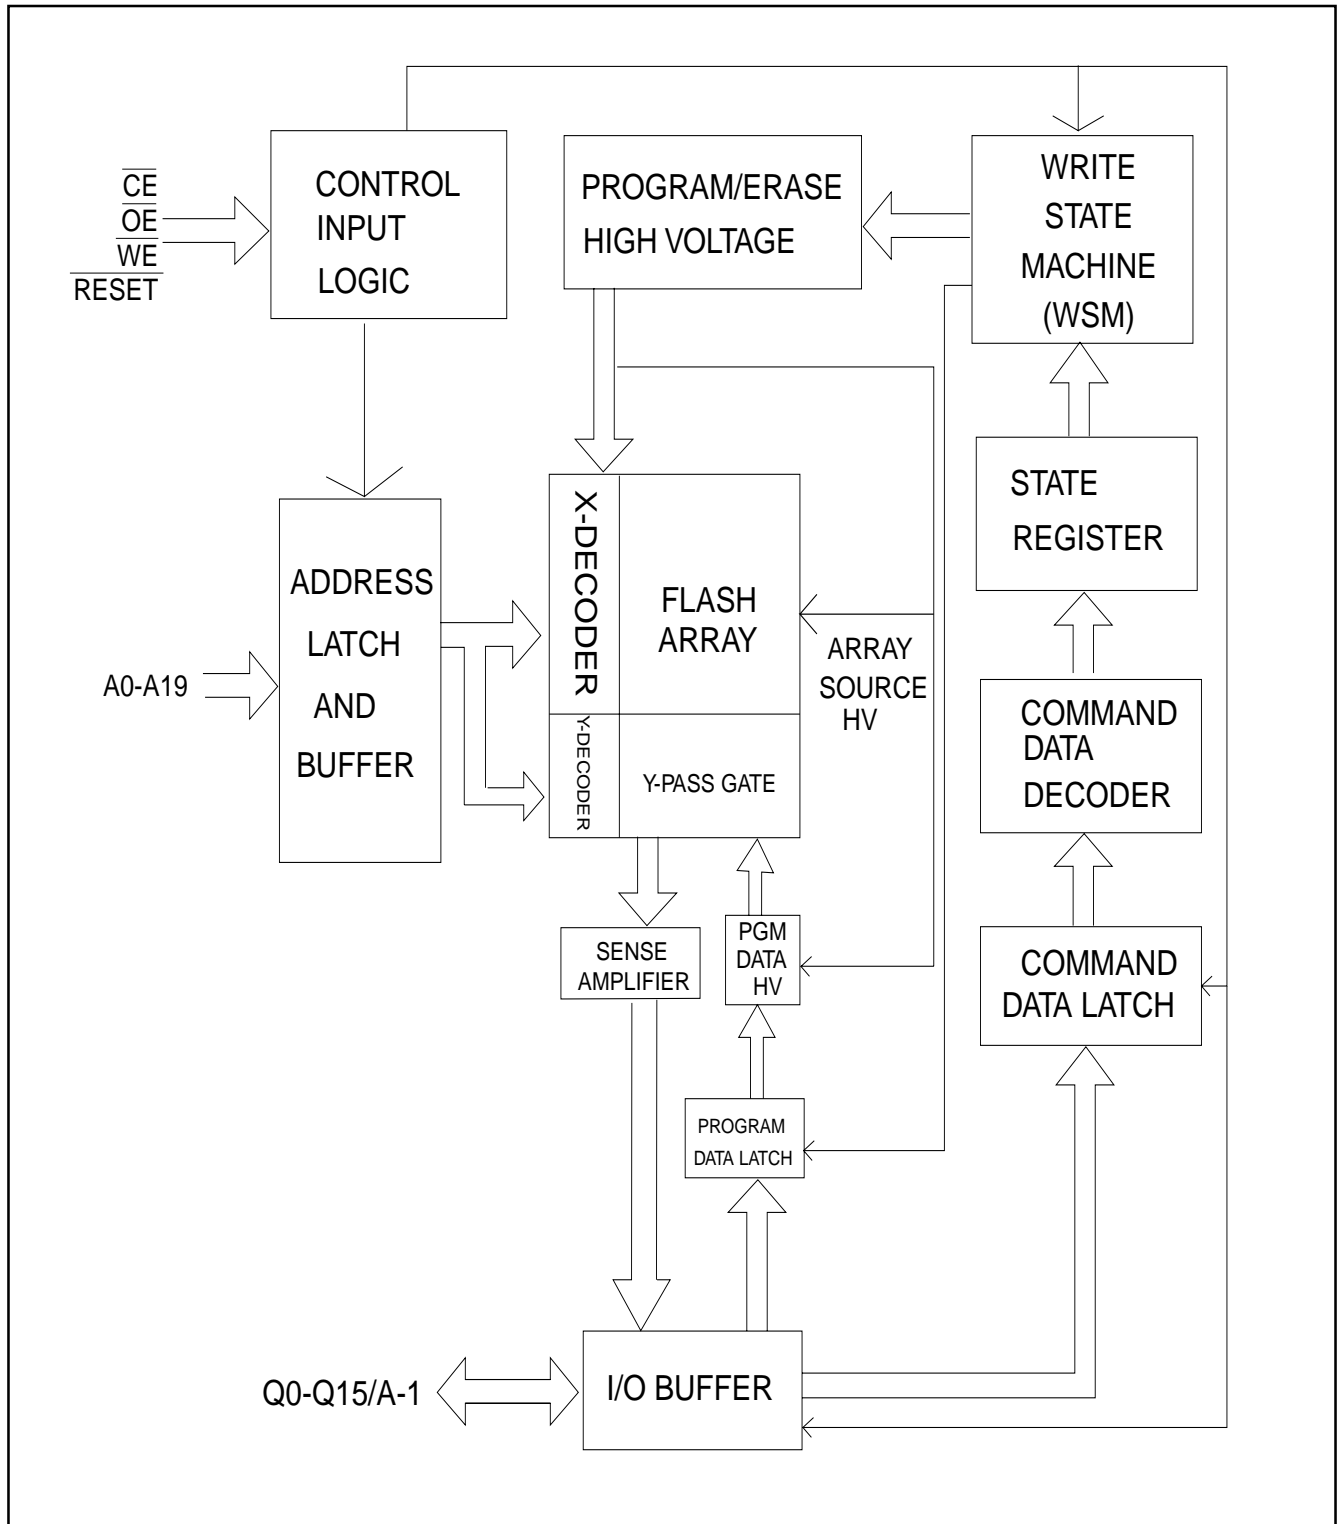 CE
OE
WE
RESET
CONTROL
INPUT
LOGIC
PROGRAM/ERASE
HIGH VOLTAGE
WRITE
STATE
MACHINE
(WSM)
STATE
REGISTER
X-DECODER
FLASH
ARRAY
ADDRESS
LATCH
AND
BUFFER
A0-A19
ARRAY
SOURCE
HV
Y-DECODER
Y-PASS GATE
COMMAND
DATA
DECODER
SENSE
AMPLIFIER
PGM
DATA
HV
COMMAND
DATA LATCH
PROGRAM
DATA LATCH
Q0-Q15/A-1
I/O BUFFER